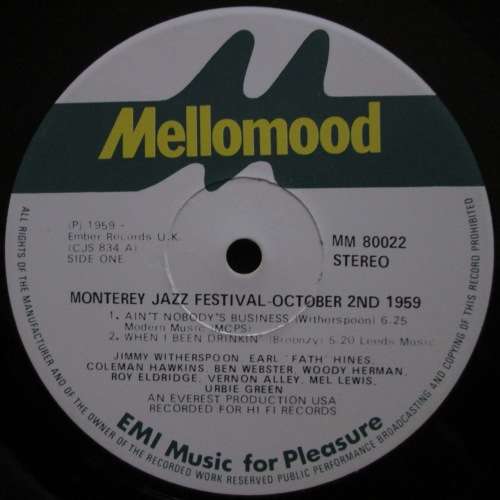 Mellomood
(P) 1959 -
Ember Records U.K.
(CJS 834 A)
SIDE ONE
MM 80022
STEREO
MONTEREY JAZZ FESTIVAL-OCTOBER 2ND 1959
1. AIN'T NOBODY'S BUSINESS (Witherspoon) 6.25
Modern Music (MCPS)
2. WHEN I BEEN DRINKIN' (Broonzy) 5.20 Leeds Music
JIMMY WITHERSPOON, EARL "FATH" HINES,
COLEMAN HAWKINS, BEN WEBSTER, WOODY HERMAN,
ROY ELDRIDGE, VERNON ALLEY, MEL LEWIS,
URBIE GREEN
AN EVEREST PRODUCTION USA
RECORDED FOR HI FI RECORDS
EMI Music for Pleasure
ALL RIGHTS OF THE MANUFACTURER AND OF THE OWNER OF THE RECORDED WORK RESERVED PUBLIC PERFORMANCE BROADCASTING AND COPYING OF THIS RECORD PROHIBITED